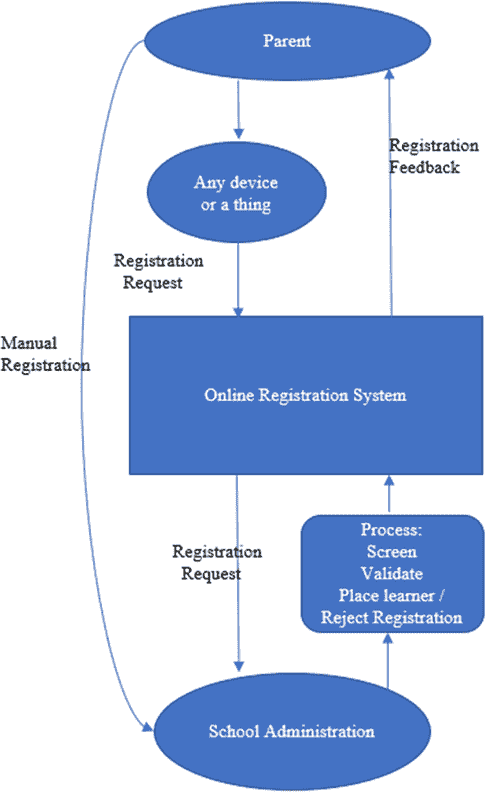 Parent
Registration
Feedback
Any device
or a thing
Registration
Request
Manual
Registration
Online Registration System
Registration
Request
Process:
Screen
Validate
Place learner /
Reject Registration
School Administration